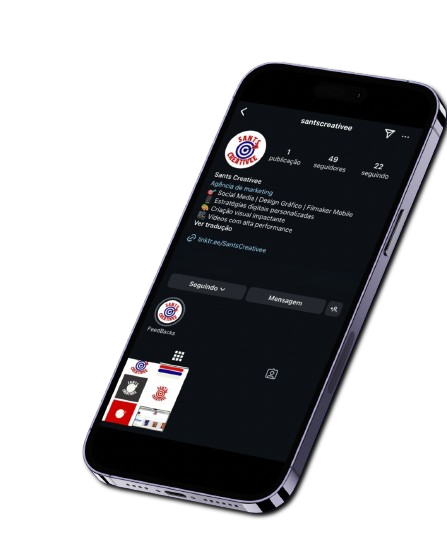 santscreativee
SANTS
CREATIVEE
1
publicação
49
seguidores
22
seguindo
Sants Creativee
Agência de marketing
Social Media | Design Gráfico | Filmaker Mobile
Estratégias digitais personalizadas
Criação visual impactante
Vídeos com alta performance
Ver tradução
linktr.ee/SantsCreativee
Seguindo
Mensagem
FeedBacks